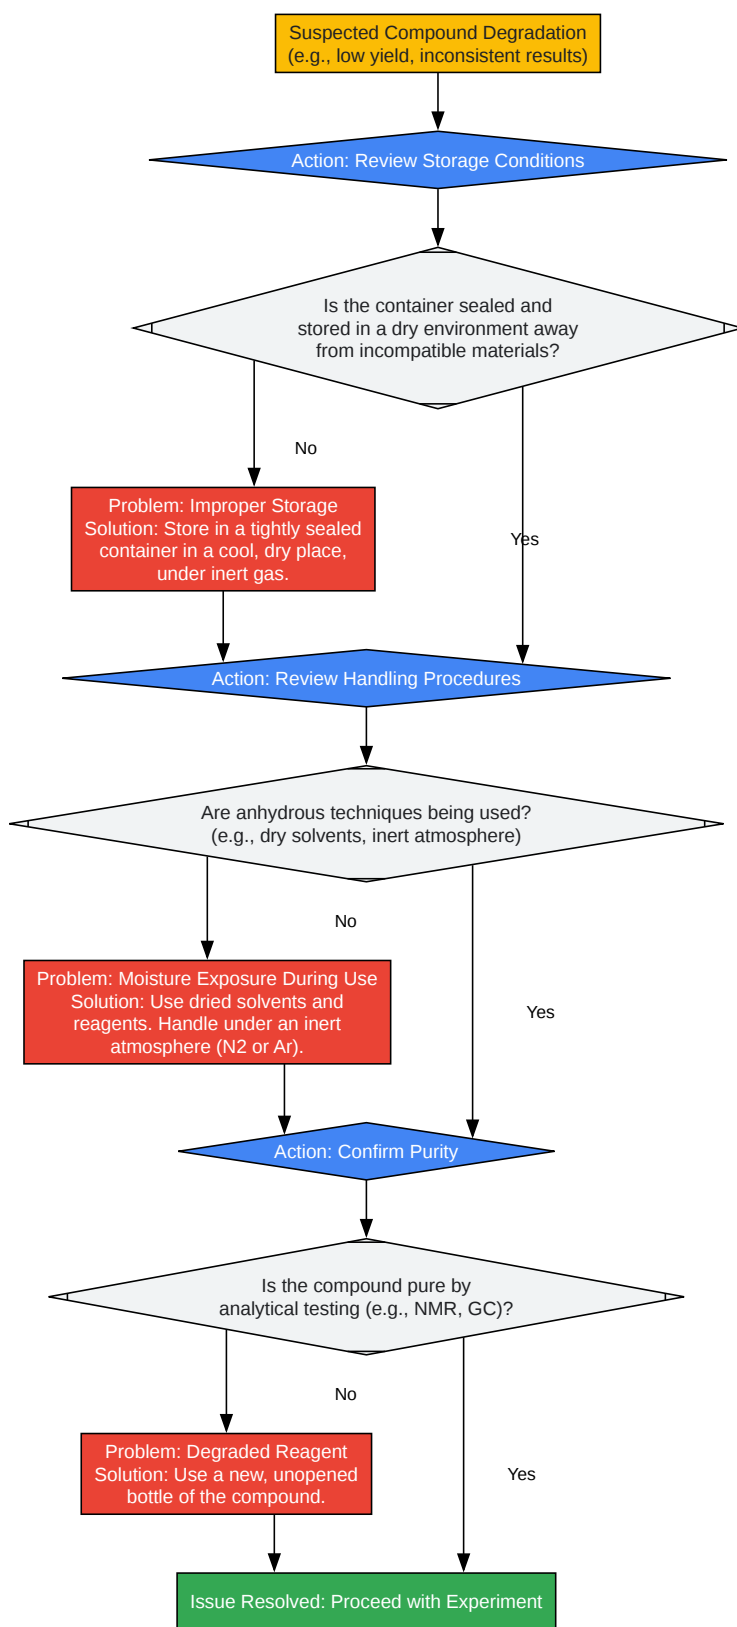 Suspected Compound Degradation
(e.g., low yield, inconsistent results)
Action: Review Storage Conditions
Is the container sealed and
stored in a dry environment away
from incompatible materials?
No
Problem: Improper Storage
Solution: Store in a tightly sealed
container in a cool, dry place,
under inert gas.
Yes
Action: Review Handling Procedures
Are anhydrous techniques being used?
(e.g., dry solvents, inert atmosphere)
No
Problem: Moisture Exposure During Use
Solution: Use dried solvents and
reagents. Handle under an inert
atmosphere (N2 or Ar).
Yes
Action: Confirm Purity
Is the compound pure by
analytical testing (e.g., NMR, GC)?
No
Problem: Degraded Reagent
Solution: Use a new, unopened
bottle of the compound.
Yes
Issue Resolved: Proceed with Experiment